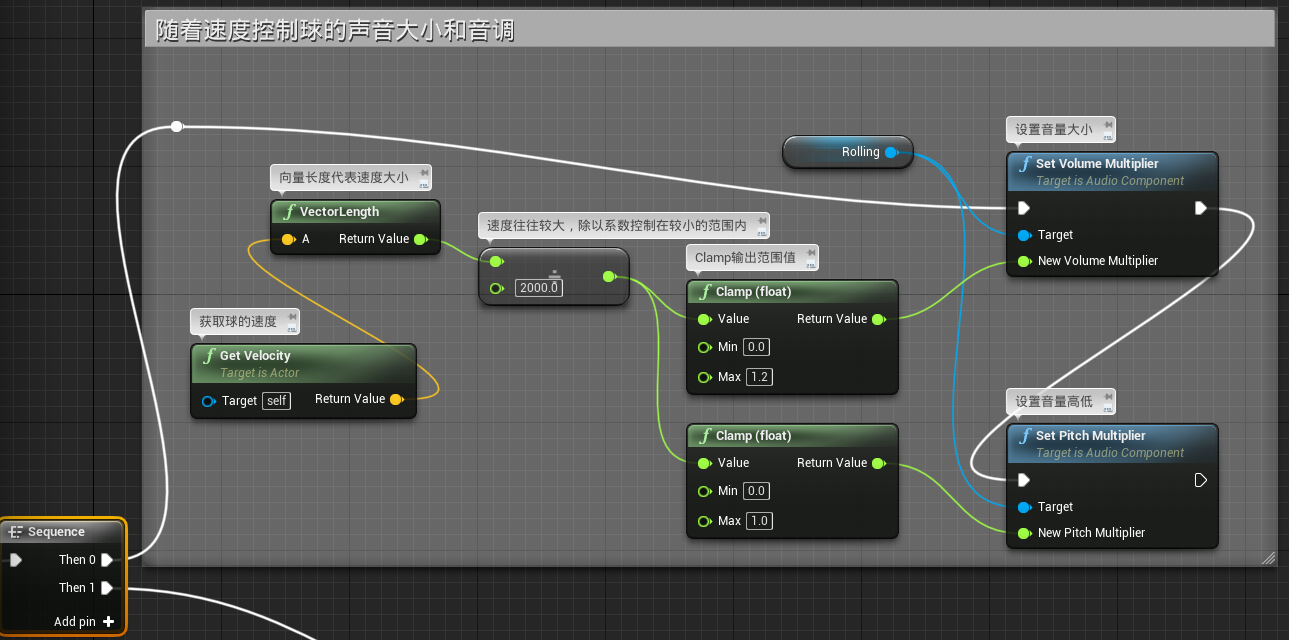 随着速度控制球的声音大小和音调
设置音量大小
Rolling
f Set Volume Multiplier
Target is Audio Component
Target
New Volume Multiplier
向量长度代表速度大小
f VectorLength
A Return Value
速度往往较大，除以系数控制在较小的范围内
÷
2000.0
Clamp输出范围值
f Clamp (float)
Value Return Value
Min 0.0
Max 1.2
获取球的速度
f Get Velocity
Target is Actor
Target self Return Value
f Clamp (float)
Value Return Value
Min 0.0
Max 1.0
设置音量高低
f Set Pitch Multiplier
Target is Audio Component
Target
New Pitch Multiplier
Sequence
Then 0
Then 1
Add pin +